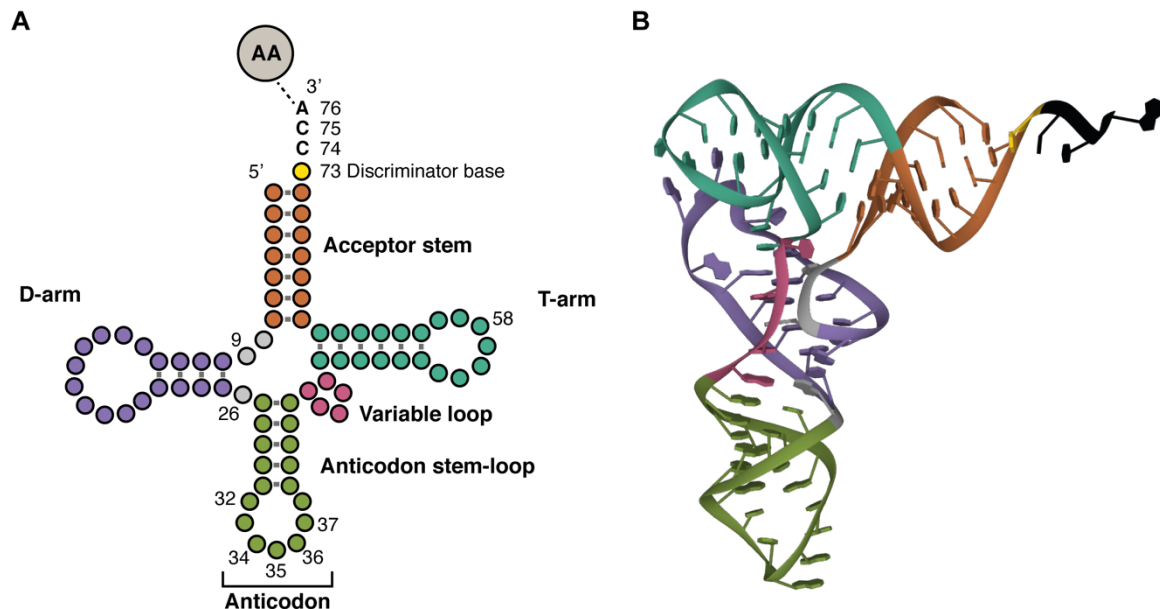 A
B
AA
3’
A 76
C 75
C 74
5’
73 Discriminator base
Acceptor stem
D-arm
T-arm
58
9
26
Variable loop
Anticodon stem-loop
32
37
34
36
35
Anticodon